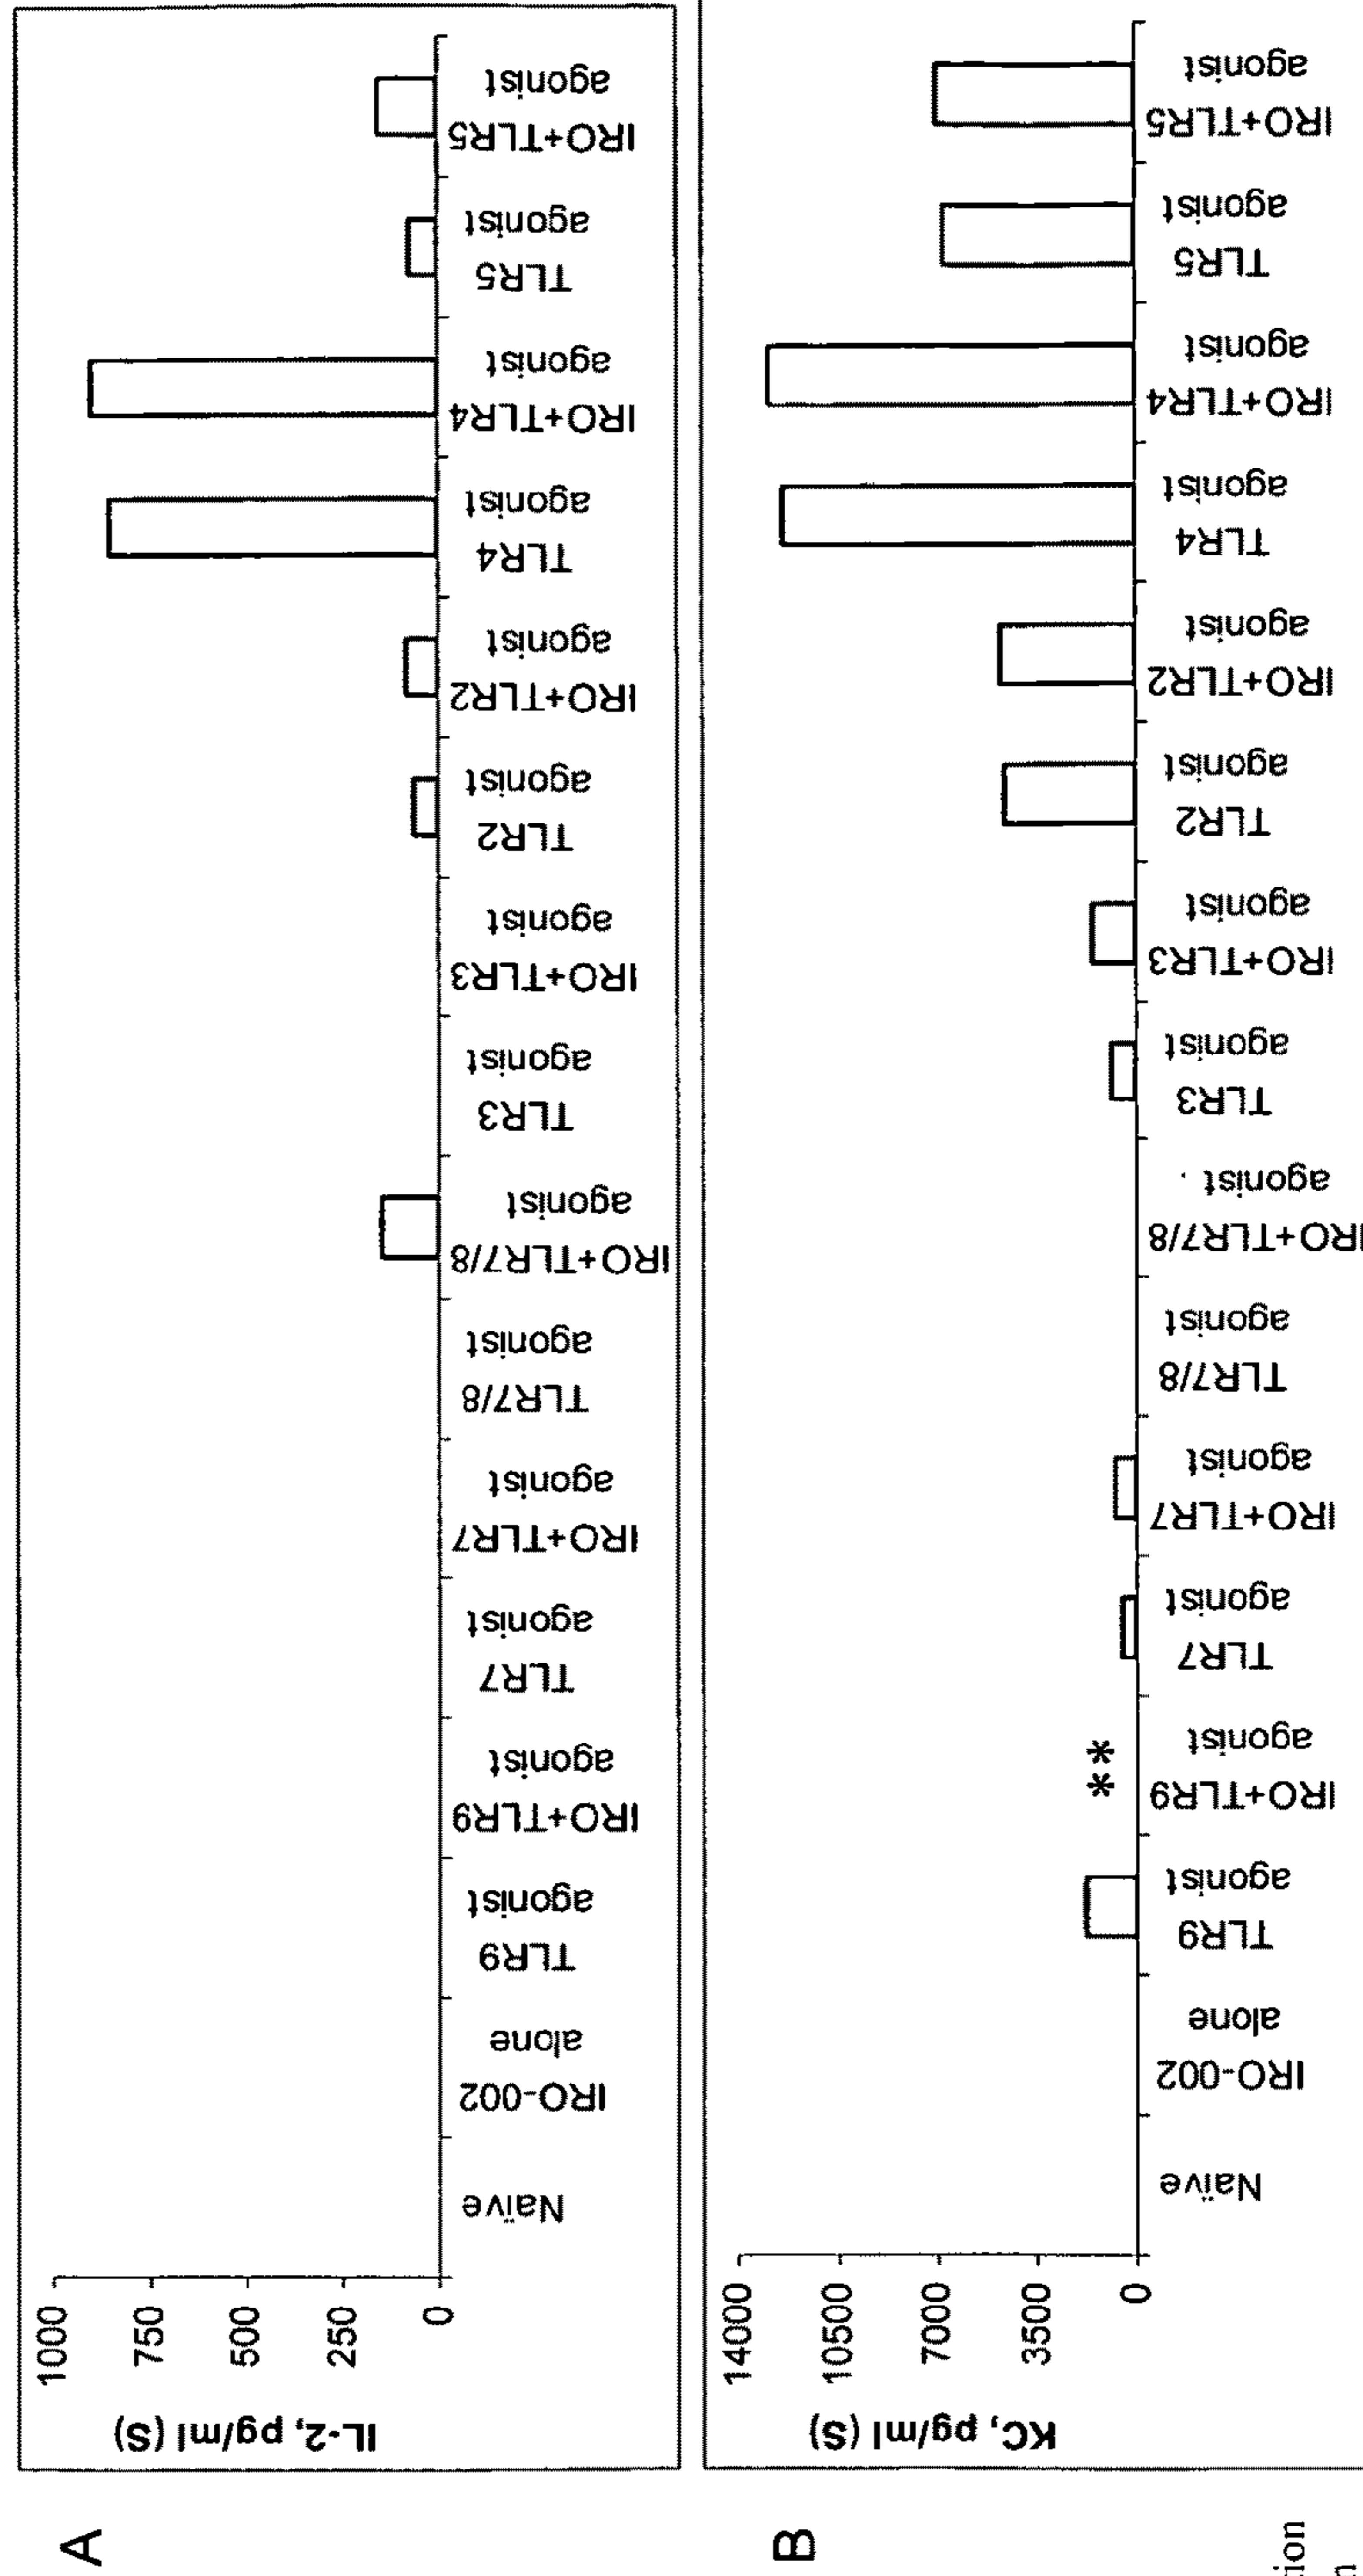 A
IL-2, pg/ml (S)
1000
750
500
250
0
Naïve
IRO-002
alone
TLR9
agonist
IRO+TLR9
agonist
TLR7
agonist
IRO+TLR7
agonist
TLR7/8
agonist
IRO+TLR7/8
agonist
TLR3
agonist
IRO+TLR3
agonist
TLR2
agonist
IRO+TLR2
agonist
TLR4
agonist
IRO+TLR4
agonist
TLR5
agonist
IRO+TLR5
agonist
B
KC, pg/ml (S)
14000
10500
7000
3500
0
**
Naïve
IRO-002
alone
TLR9
agonist
IRO+TLR9
agonist
TLR7
agonist
IRO+TLR7
agonist
TLR7/8
agonist
IRO+TLR7/8
agonist
TLR3
agonist
IRO+TLR3
agonist
TLR2
agonist
IRO+TLR2
agonist
TLR4
agonist
IRO+TLR4
agonist
TLR5
agonist
IRO+TLR5
agonist
tion